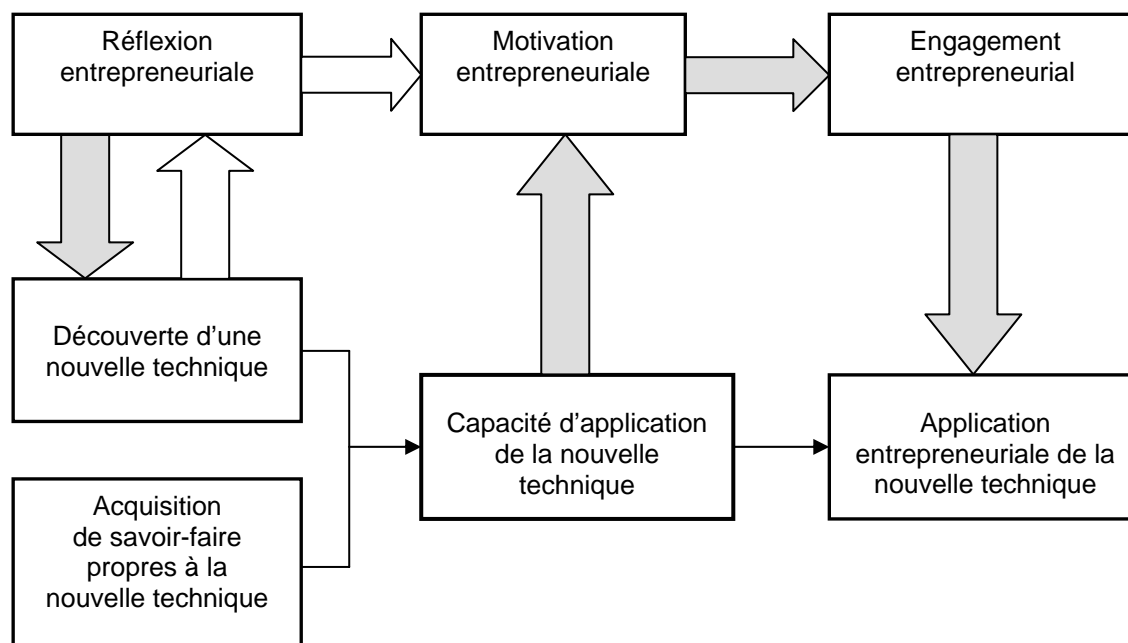 Réflexion
entrepreneuriale
Motivation
entrepreneuriale
Engagement
entrepreneurial
Découverte d’une
nouvelle technique
Capacité d’application
de la nouvelle
technique
Application
entrepreneuriale de la
nouvelle technique
Acquisition
de savoir-faire
propres à la
nouvelle technique